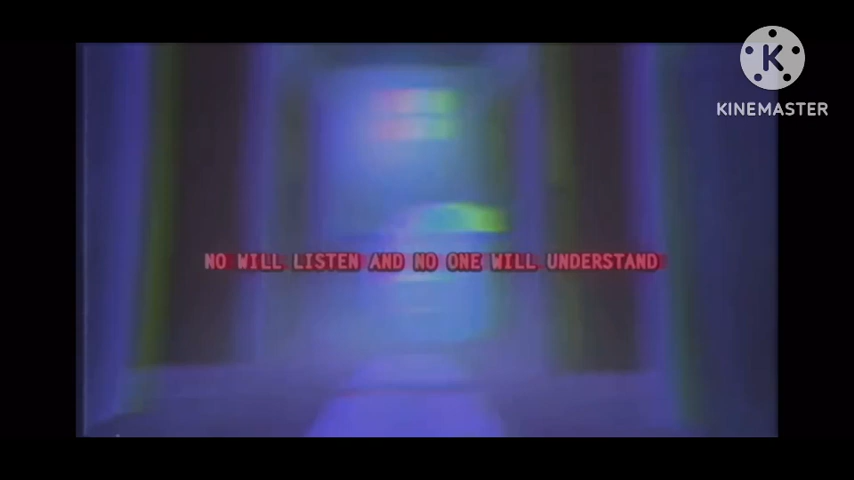 K
KINEMASTER
NO WILL LISTEN AND NO ONE WILL UNDERSTAND